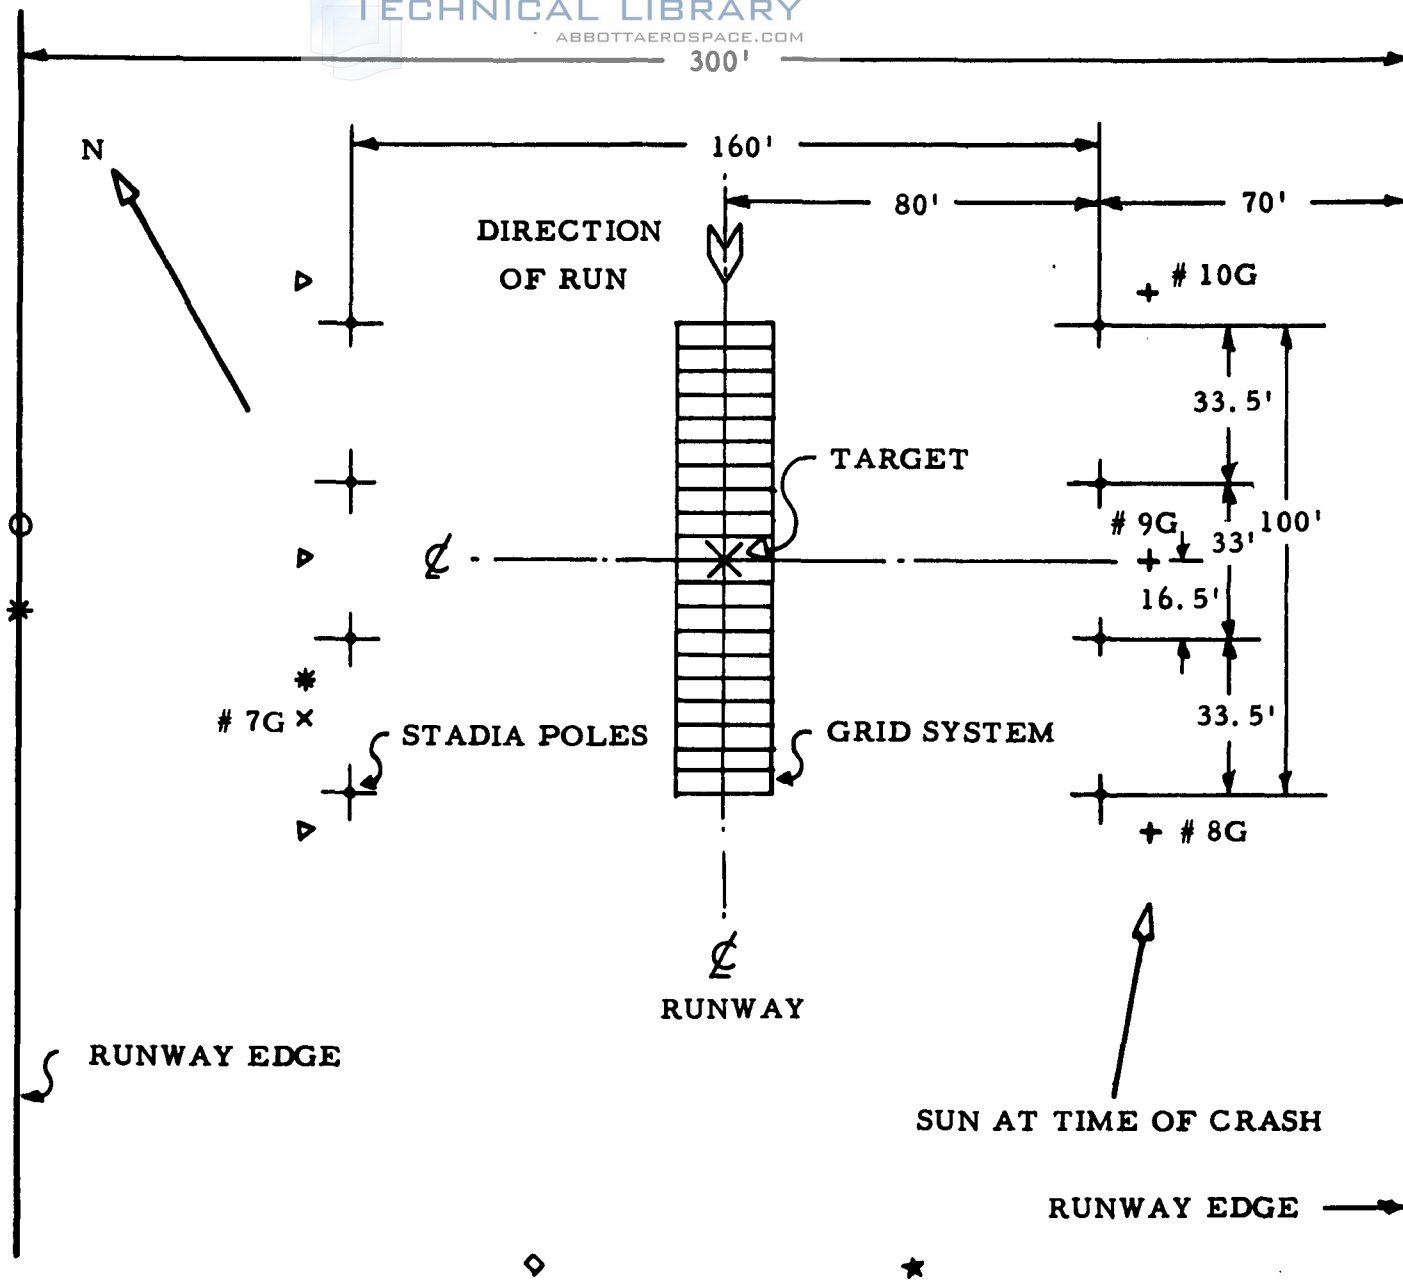 TECHNICAL LIBRARY
ABBOTTAEROSPACE.COM
300'
N
160'
80'
70'
DIRECTION
OF RUN
# 10G
33.5'
TARGET
# 9G
33'
100'
℄
16.5'
# 7G
STADIA POLES
GRID SYSTEM
33.5'
# 8G
℄
RUNWAY
RUNWAY EDGE
SUN AT TIME OF CRASH
RUNWAY EDGE